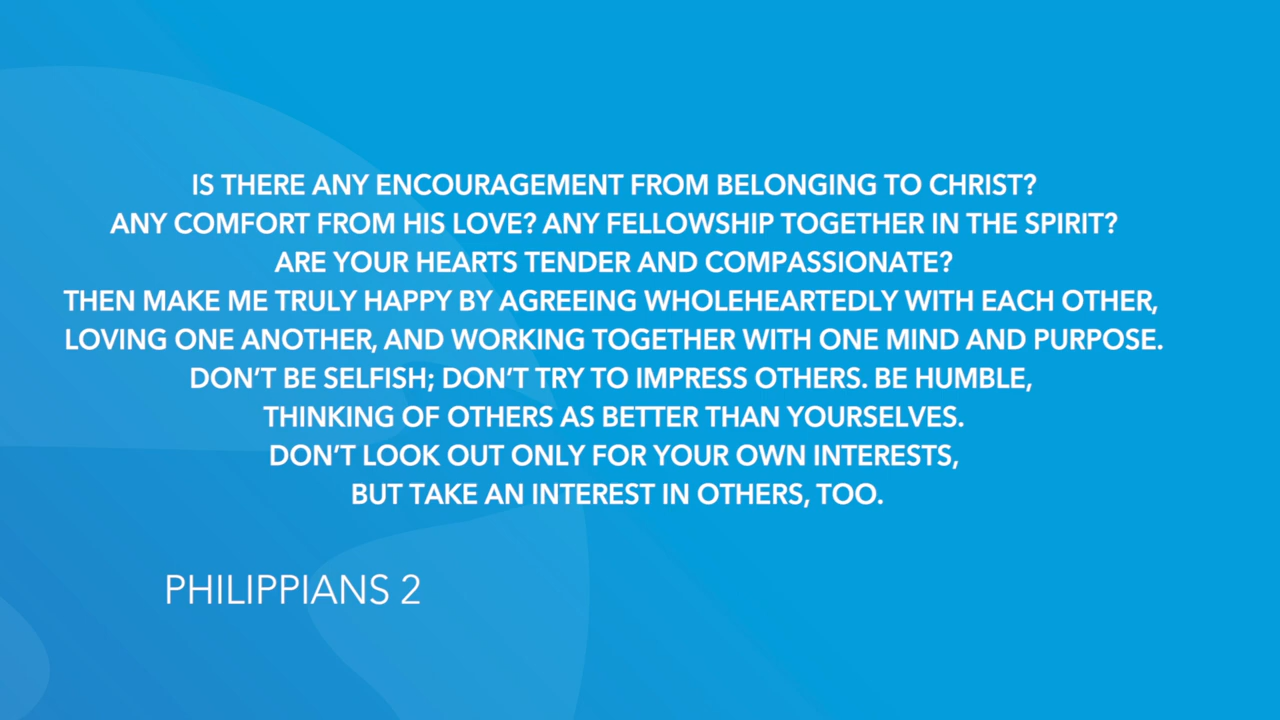 IS THERE ANY ENCOURAGEMENT FROM BELONGING TO CHRIST?
ANY COMFORT FROM HIS LOVE? ANY FELLOWSHIP TOGETHER IN THE SPIRIT?
ARE YOUR HEARTS TENDER AND COMPASSIONATE?
THEN MAKE ME TRULY HAPPY BY AGREEING WHOLEHEARTEDLY WITH EACH OTHER,
LOVING ONE ANOTHER, AND WORKING TOGETHER WITH ONE MIND AND PURPOSE.
DON’T BE SELFISH; DON’T TRY TO IMPRESS OTHERS. BE HUMBLE,
THINKING OF OTHERS AS BETTER THAN YOURSELVES.
DON’T LOOK OUT ONLY FOR YOUR OWN INTERESTS,
BUT TAKE AN INTEREST IN OTHERS, TOO.
PHILIPPIANS 2